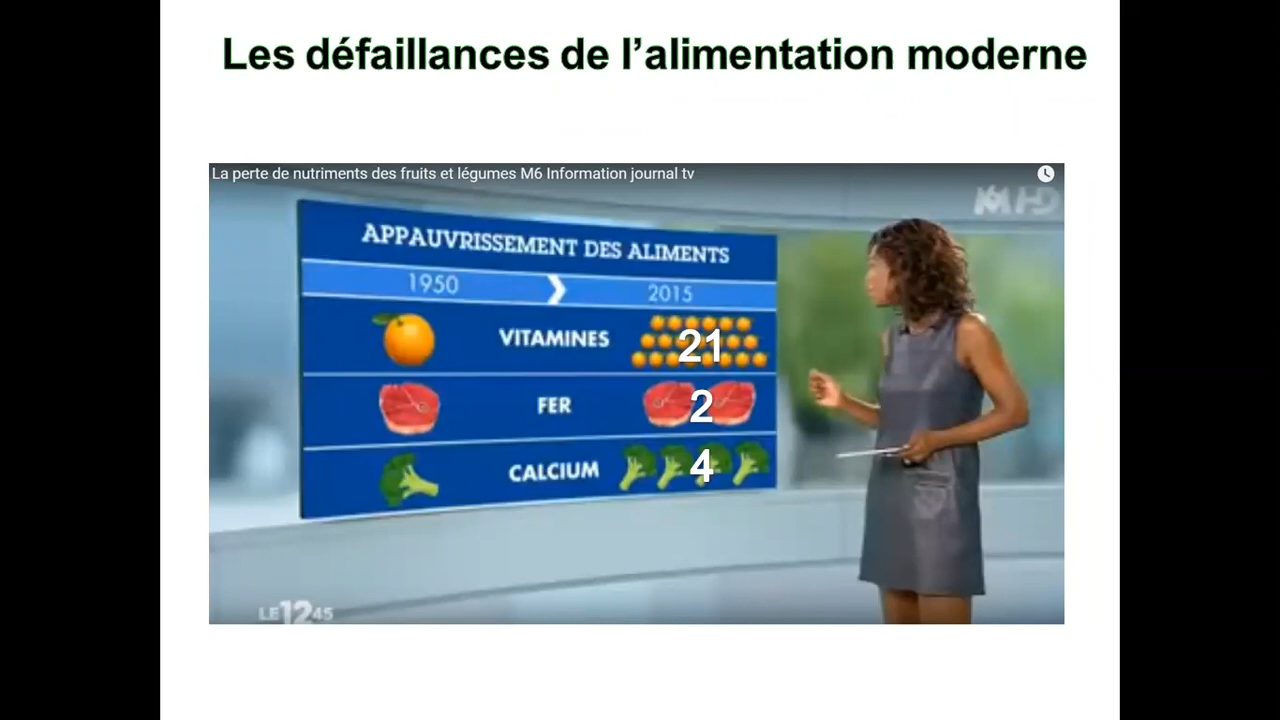 Les défaillances de l’alimentation moderne
La perte de nutriments des fruits et légumes M6 Information journal tv
M6 HD
APPAUVRISSEMENT DES ALIMENTS
1950
2015
VITAMINES
21
FER
2
CALCIUM
4
LE 12 45